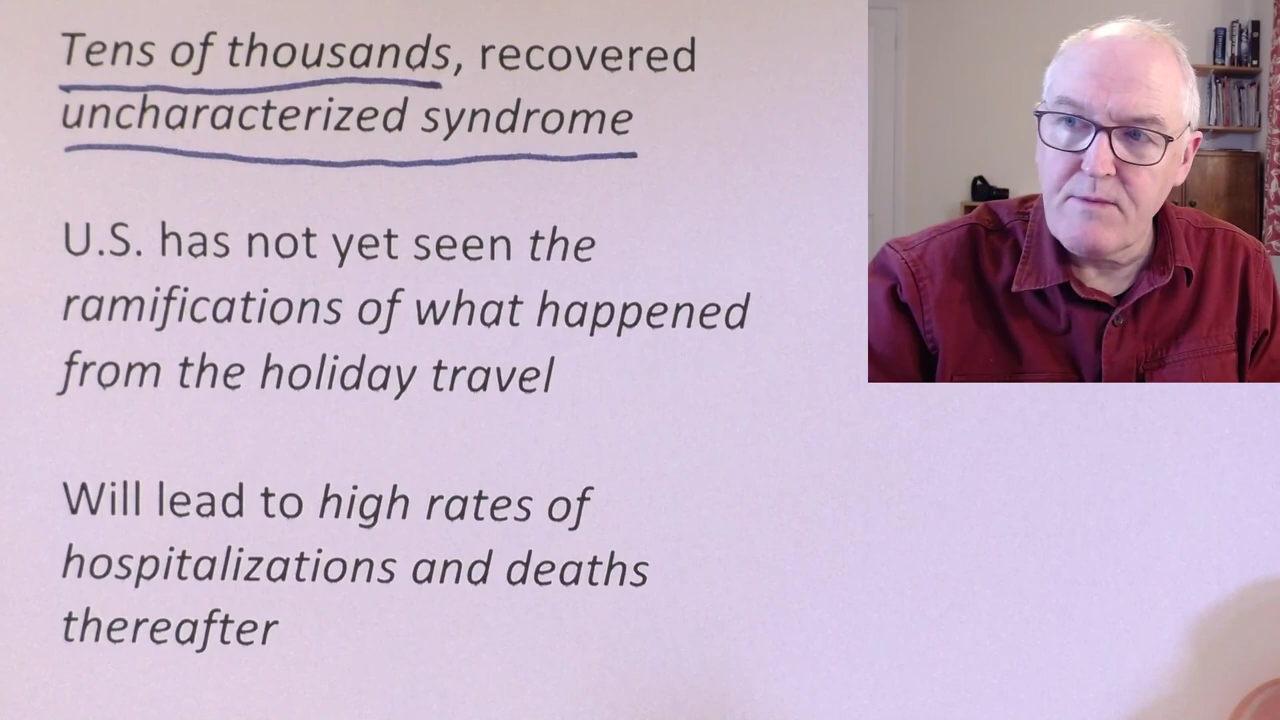 Tens of thousands, recovered
uncharacterized syndrome
U.S. has not yet seen the
ramifications of what happened
from the holiday travel
Will lead to high rates of
hospitalizations and deaths
thereafter